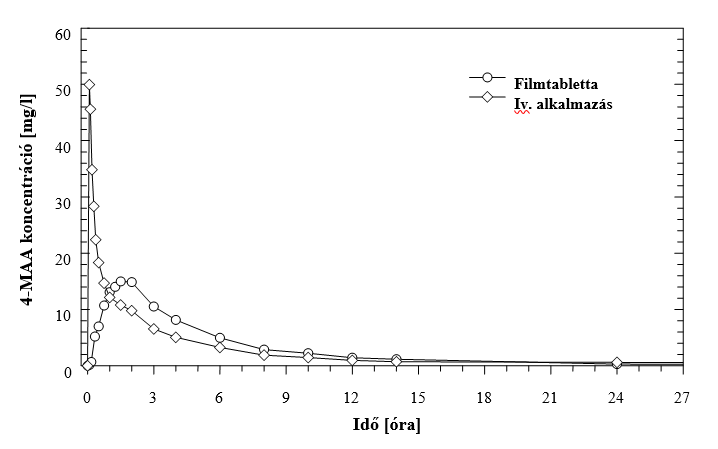 60
50
40
30
20
10
0
4-MAA koncentráció [mg/l]
Filmtabletta
Iv. alkalmazás
0 3 6 9 12 15 18 21 24 27
Idő [óra]